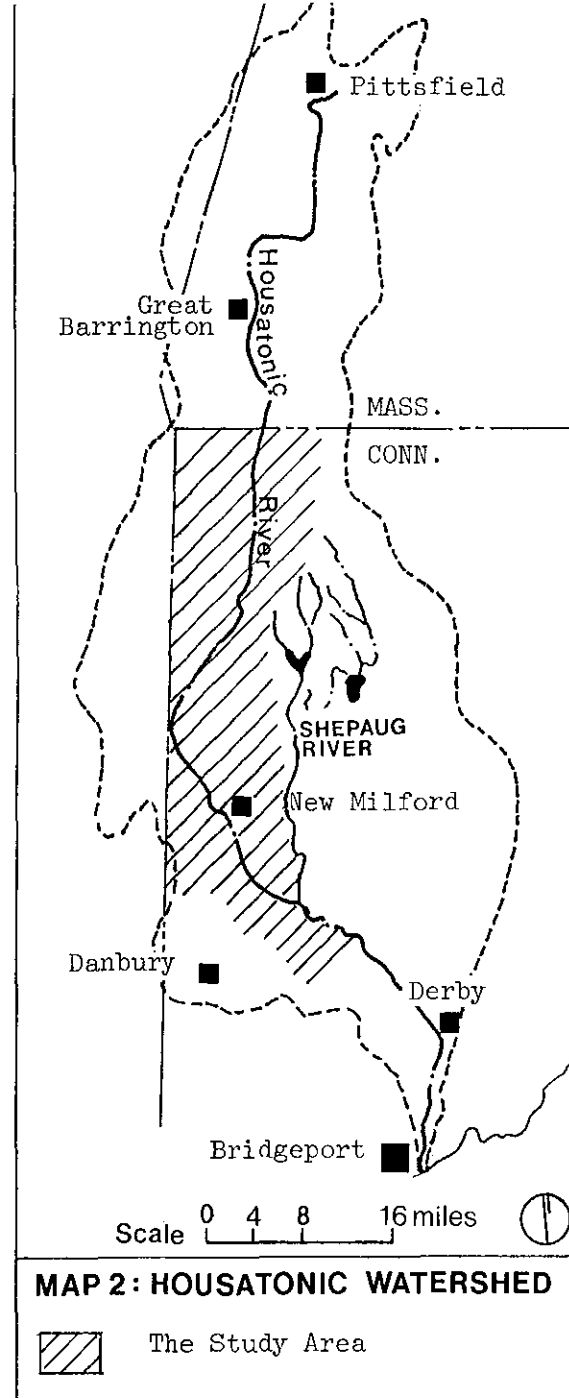 Pittsfield
Housatonic
Great
Barrington
MASS.
CONN.
River
SHEPAUG
RIVER
New Milford
Danbury
Derby
Bridgeport
0 4 8 16 miles
Scale
MAP 2: HOUSATONIC WATERSHED
The Study Area